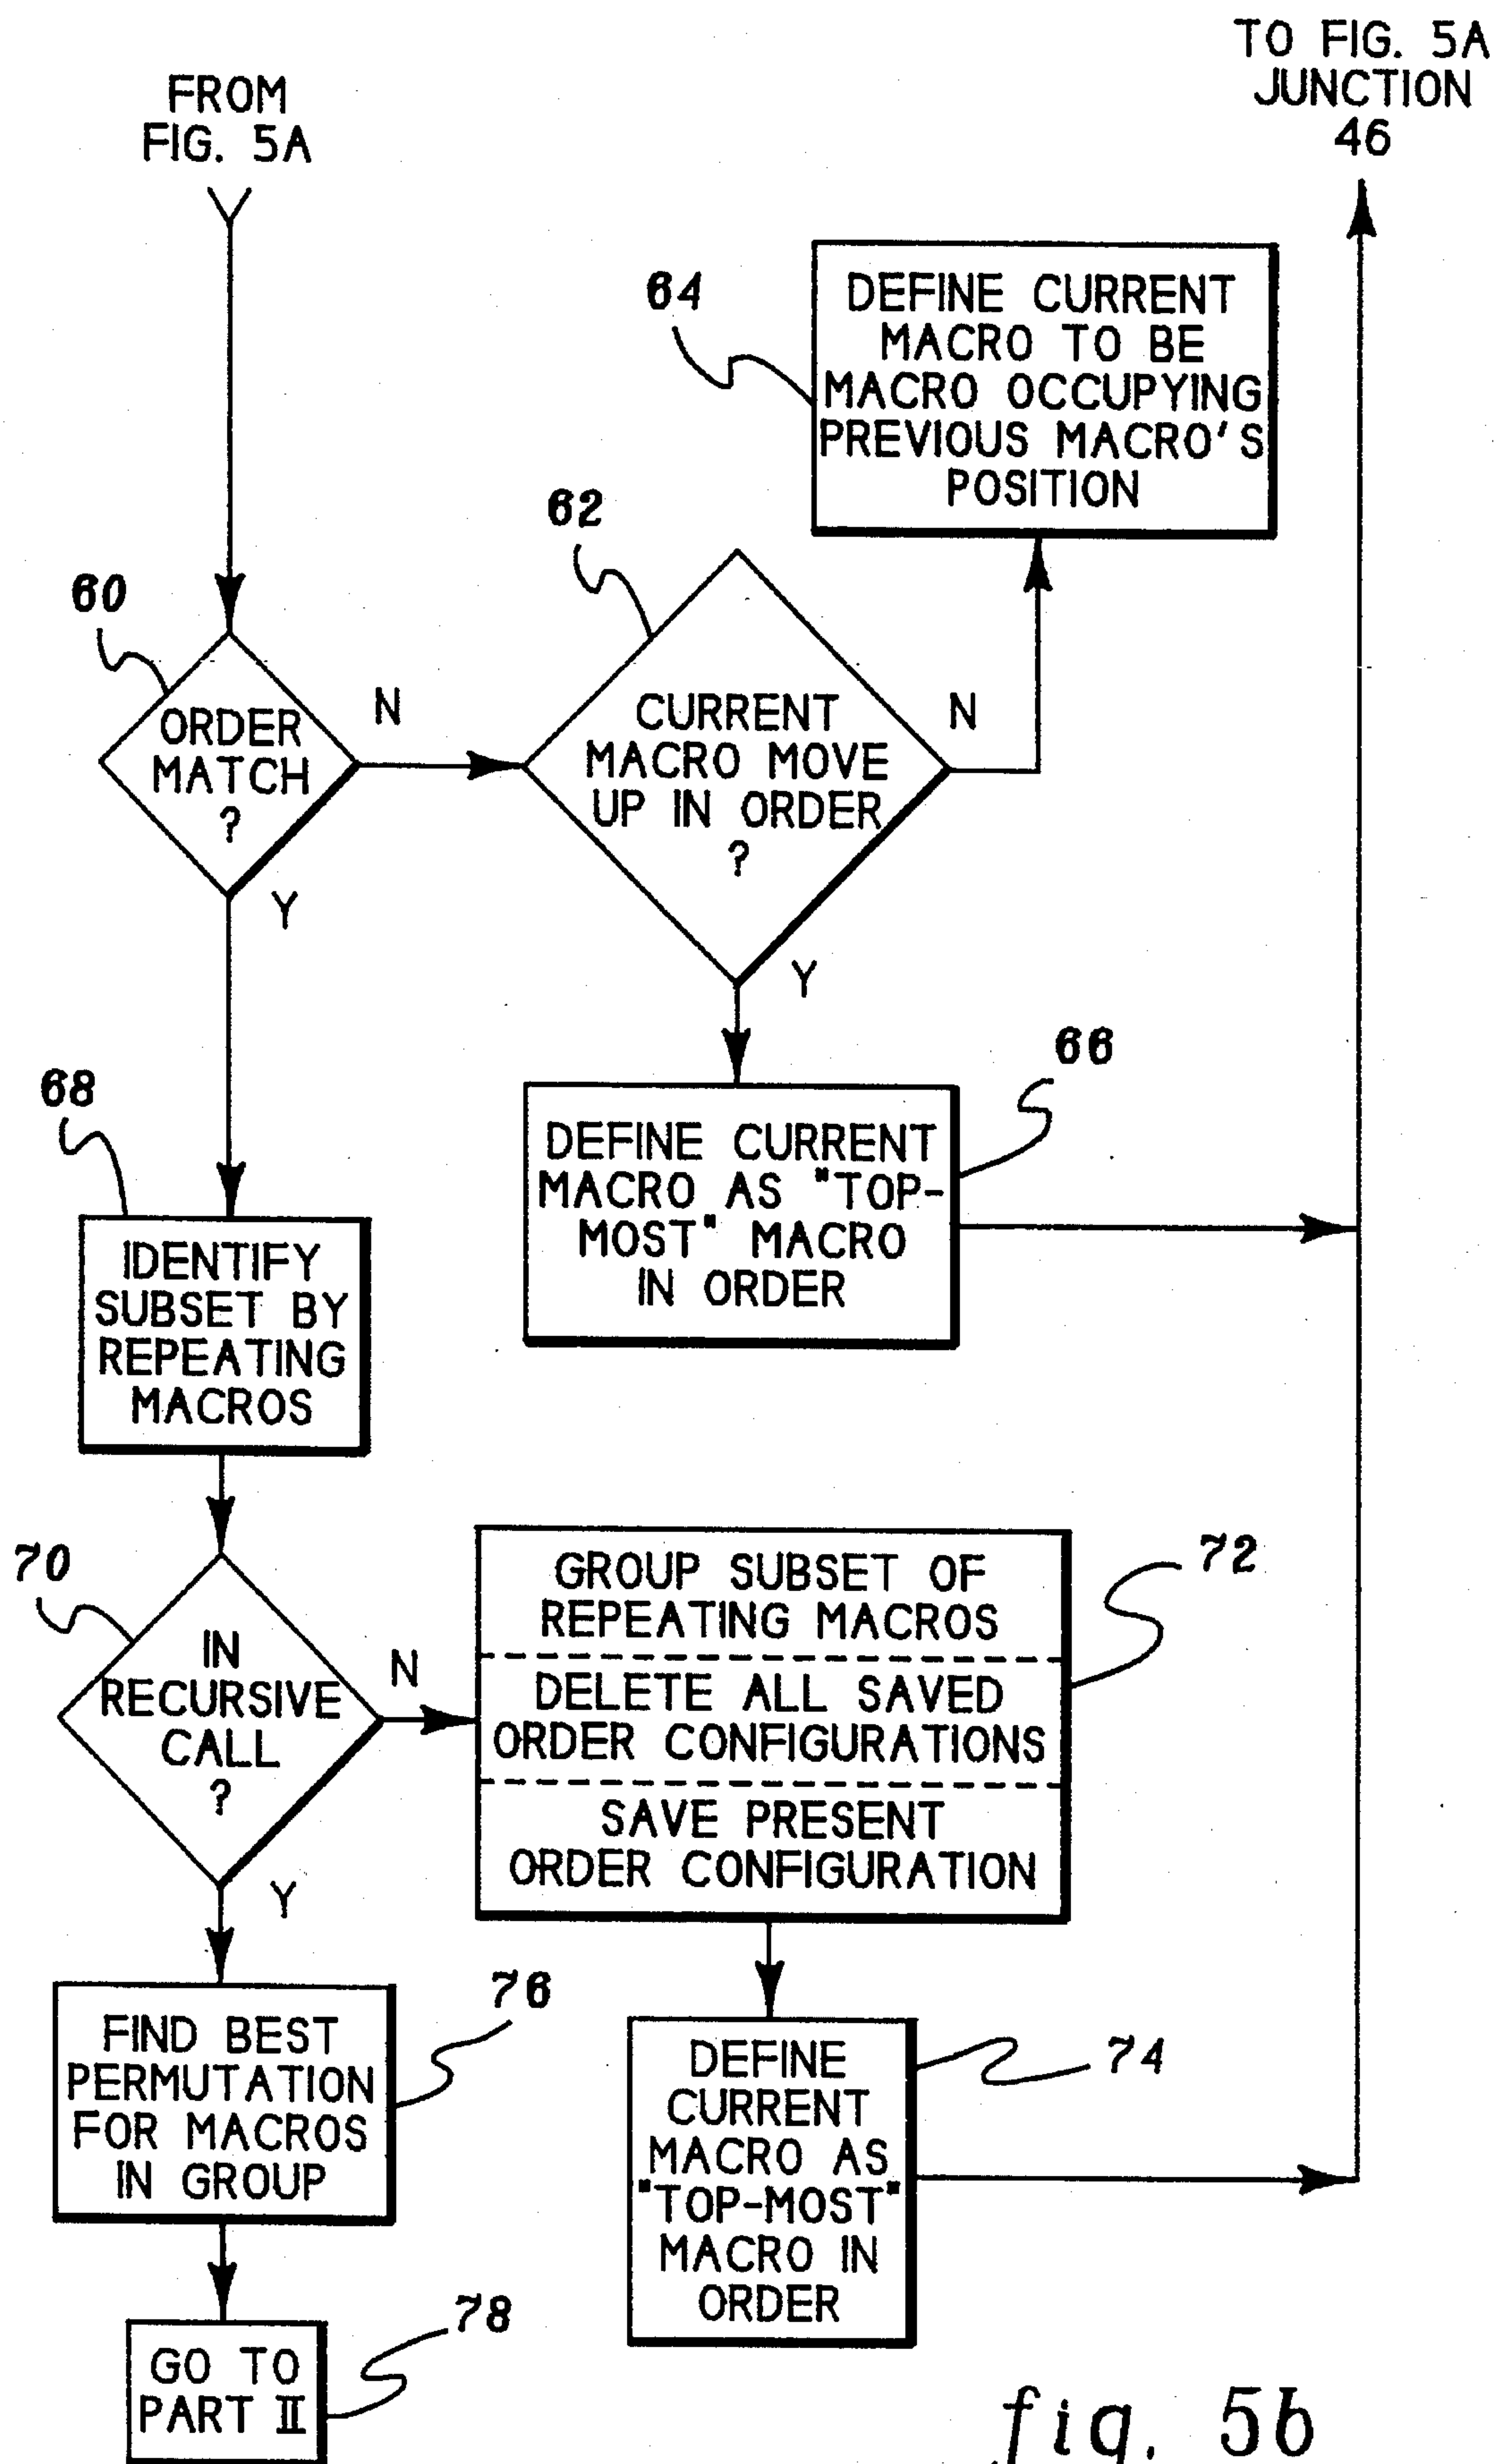 TO FIG. 5A
JUNCTION
46
FROM
FIG. 5A
64
DEFINE CURRENT
MACRO TO BE
MACRO OCCUPYING
PREVIOUS MACRO'S
POSITION
62
60
ORDER
MATCH
?
N
CURRENT
MACRO MOVE
UP IN ORDER
?
N
Y
Y
66
68
DEFINE CURRENT
MACRO AS "TOP-
MOST" MACRO
IN ORDER
IDENTIFY
SUBSET BY
REPEATING
MACROS
70
IN
RECURSIVE
CALL
?
N
Y
72
GROUP SUBSET OF
REPEATING MACROS
DELETE ALL SAVED
ORDER CONFIGURATIONS
SAVE PRESENT
ORDER CONFIGURATION
76
FIND BEST
PERMUTATION
FOR MACROS
IN GROUP
74
DEFINE
CURRENT
MACRO AS
"TOP-MOST"
MACRO IN
ORDER
78
GO TO
PART II
fig. 5b